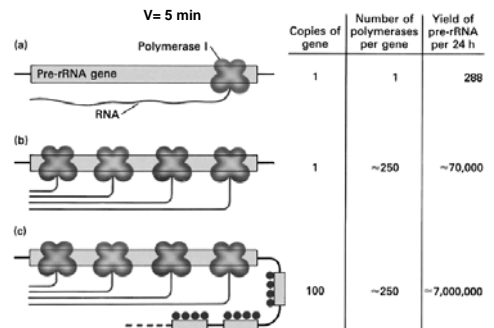 V= 5 min
Copies of gene
Number of polymerases per gene
Yield of pre-rRNA per 24 h
(a)
Polymerase I
Pre-rRNA gene
RNA
1 1 288
(b)
1 ≈250 ≈70,000
(c)
100 ≈250 ≈7,000,000